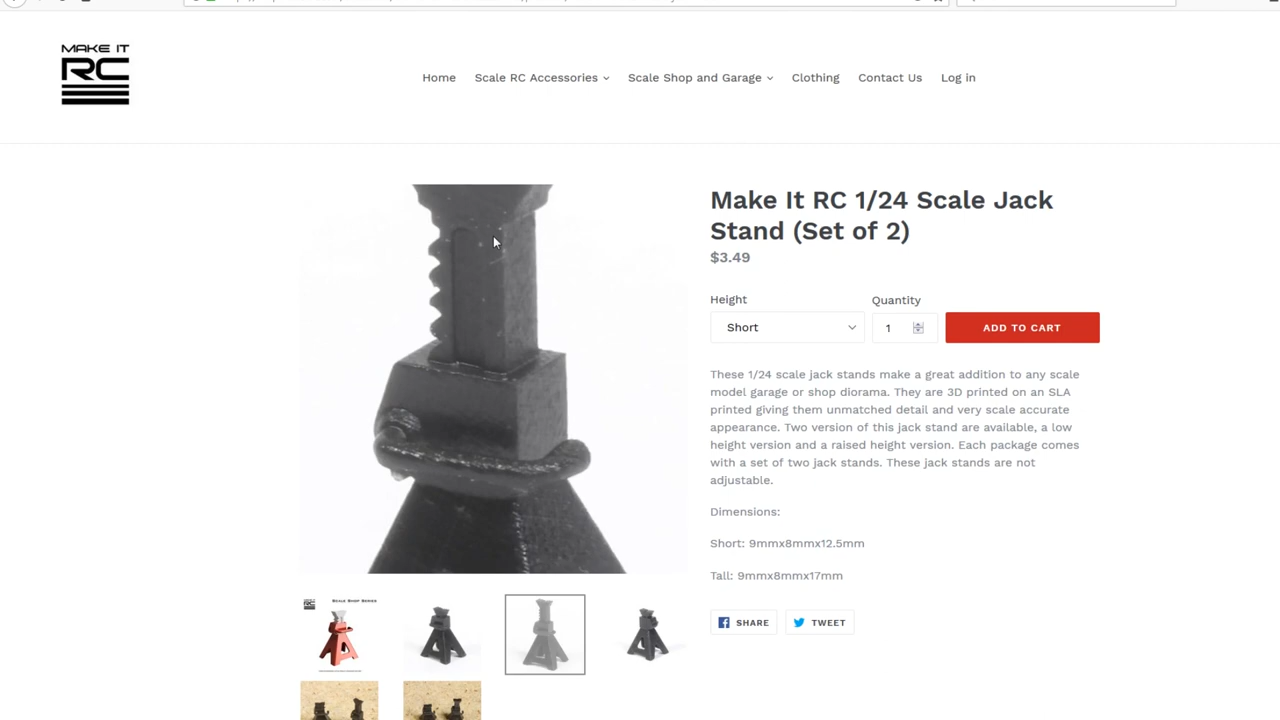 MAKE IT
RC
Home Scale RC Accessories Scale Shop and Garage Clothing Contact Us Log in
Make It RC 1/24 Scale Jack
Stand (Set of 2)
$3.49
Height Quantity
Short 1 ADD TO CART
These 1/24 scale jack stands make a great addition to any scale
model garage or shop diorama. They are 3D printed on an SLA
printed giving them unmatched detail and very scale accurate
appearance. Two version of this jack stand are available, a low
height version and a raised height version. Each package comes
with a set of two jack stands. These jack stands are not
adjustable.
Dimensions:
Short: 9mmx8mmx12.5mm
Tall: 9mmx8mmx17mm
SHARE TWEET
SCALE SHOP SERIES